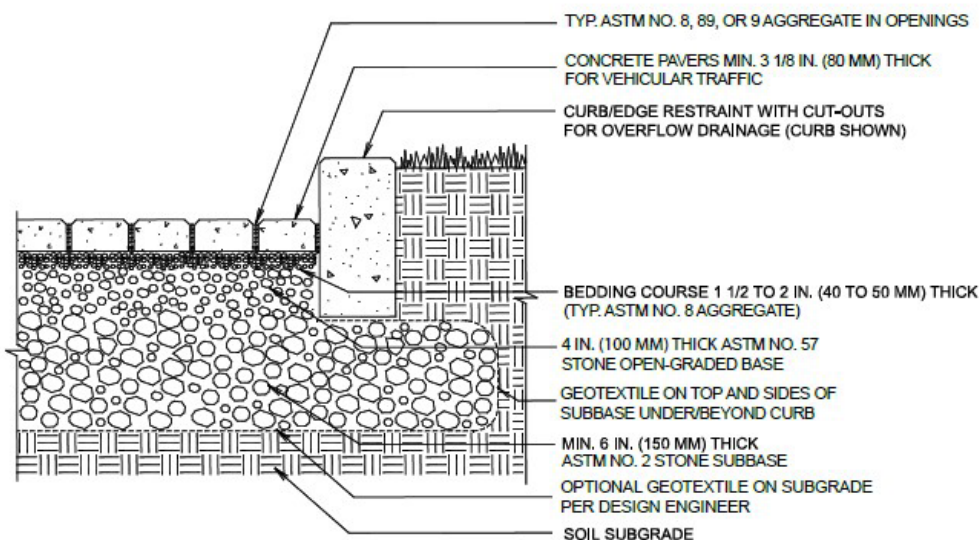 TYP. ASTM NO. 8, 89, OR 9 AGGREGATE IN OPENINGS
CONCRETE PAVERS MIN. 3 1/8 IN. (80 MM) THICK
FOR VEHICULAR TRAFFIC
CURB/EDGE RESTRAINT WITH CUT-OUTS
FOR OVERFLOW DRAINAGE (CURB SHOWN)
BEDDING COURSE 1 1/2 TO 2 IN. (40 TO 50 MM) THICK
(TYP. ASTM NO. 8 AGGREGATE)
4 IN. (100 MM) THICK ASTM NO. 57
STONE OPEN-GRADED BASE
GEOTEXTILE ON TOP AND SIDES OF
SUBBASE UNDER/BEYOND CURB
MIN. 6 IN. (150 MM) THICK
ASTM NO. 2 STONE SUBBASE
OPTIONAL GEOTEXTILE ON SUBGRADE
PER DESIGN ENGINEER
SOIL SUBGRADE